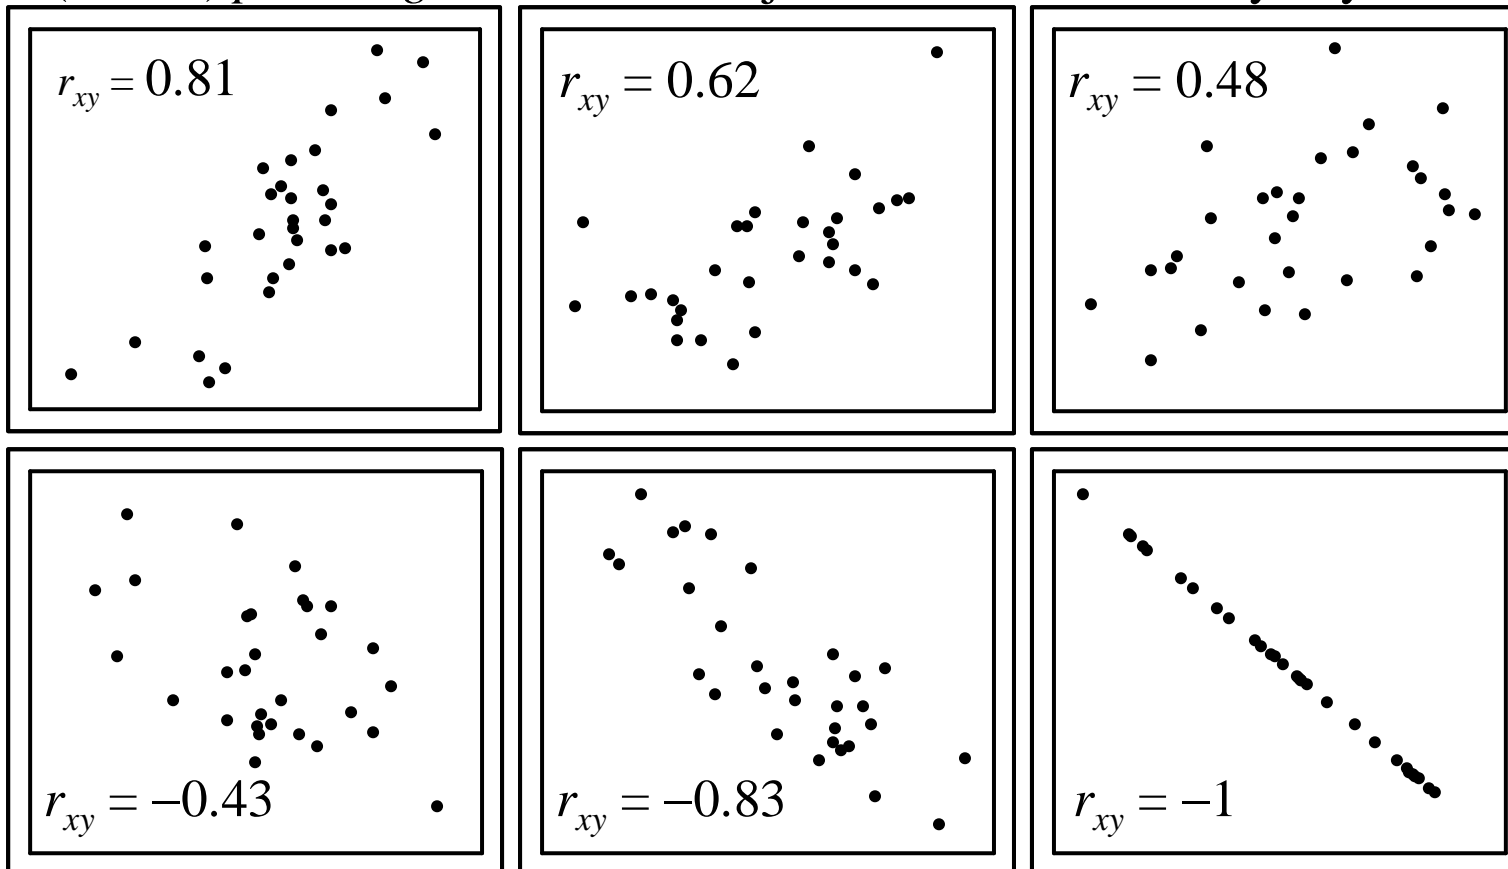 r_xy = 0.81
r_xy = 0.62
r_xy = 0.48
r_xy = −0.43
r_xy = −0.83
r_xy = −1